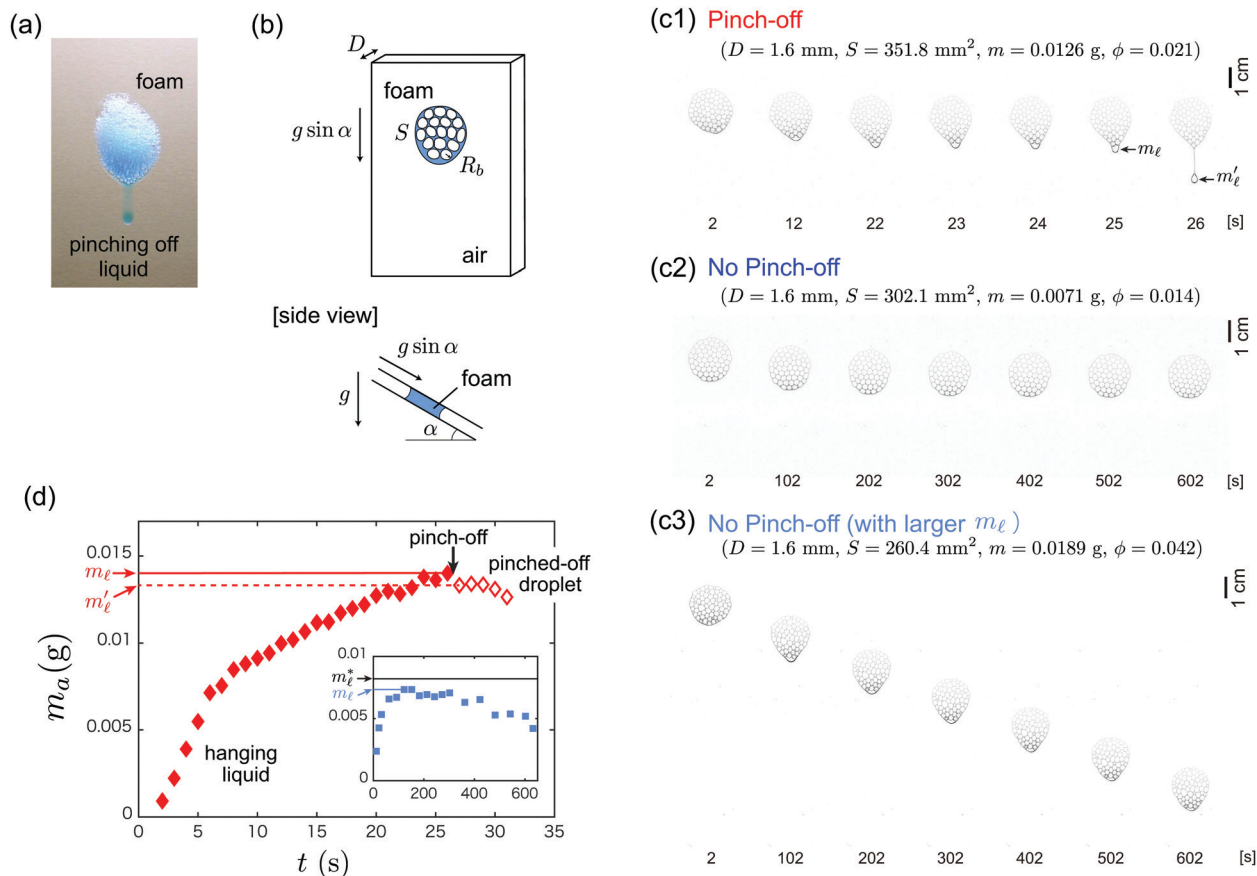 (a)
foam
pinching off
liquid
(b)
D
foam
g sin α
S
R_b
air
[side view]
g sin α
foam
g
α
(c1) Pinch-off
(D = 1.6 mm, S = 351.8 mm², m = 0.0126 g, ϕ = 0.021)
1 cm
m_ℓ
m′_ℓ
2 12 22 23 24 25 26 [s]
(c2) No Pinch-off
(D = 1.6 mm, S = 302.1 mm², m = 0.0071 g, ϕ = 0.014)
1 cm
2 102 202 302 402 502 602 [s]
(c3) No Pinch-off (with larger m_ℓ)
(D = 1.6 mm, S = 260.4 mm², m = 0.0189 g, ϕ = 0.042)
1 cm
2 102 202 302 402 502 602 [s]
(d)
pinch-off
pinched-off
droplet
m_ℓ
m′_ℓ
0.015
0.01
0.005
0
m_a (g)
hanging
liquid
0.01
m*_ℓ
m_ℓ
0.005
0
0 200 400 600
0 5 10 15 20 25 30 35
t (s)